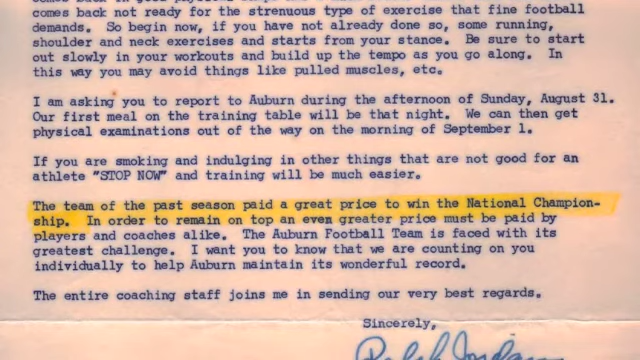 comes back not ready for the strenuous type of exercise that fine football
demands. So begin now, if you have not already done so, some running,
shoulder and neck exercises and starts from your stance. Be sure to start
out slowly in your workouts and build up the tempo as you go along. In
this way you may avoid things like pulled muscles, etc.
I am asking you to report to Auburn during the afternoon of Sunday, August 31.
Our first meal on the training table will be that night. We can then get
physical examinations out of the way on the morning of September 1.
If you are smoking and indulging in other things that are not good for an
athlete "STOP NOW" and training will be much easier.
The team of the past season paid a great price to win the National Champion-
ship. In order to remain on top an even greater price must be paid by
players and coaches alike. The Auburn Football Team is faced with its
greatest challenge. I want you to know that we are counting on you
individually to help Auburn maintain its wonderful record.
The entire coaching staff joins me in sending our very best regards.
Sincerely,
Ralph Jordan